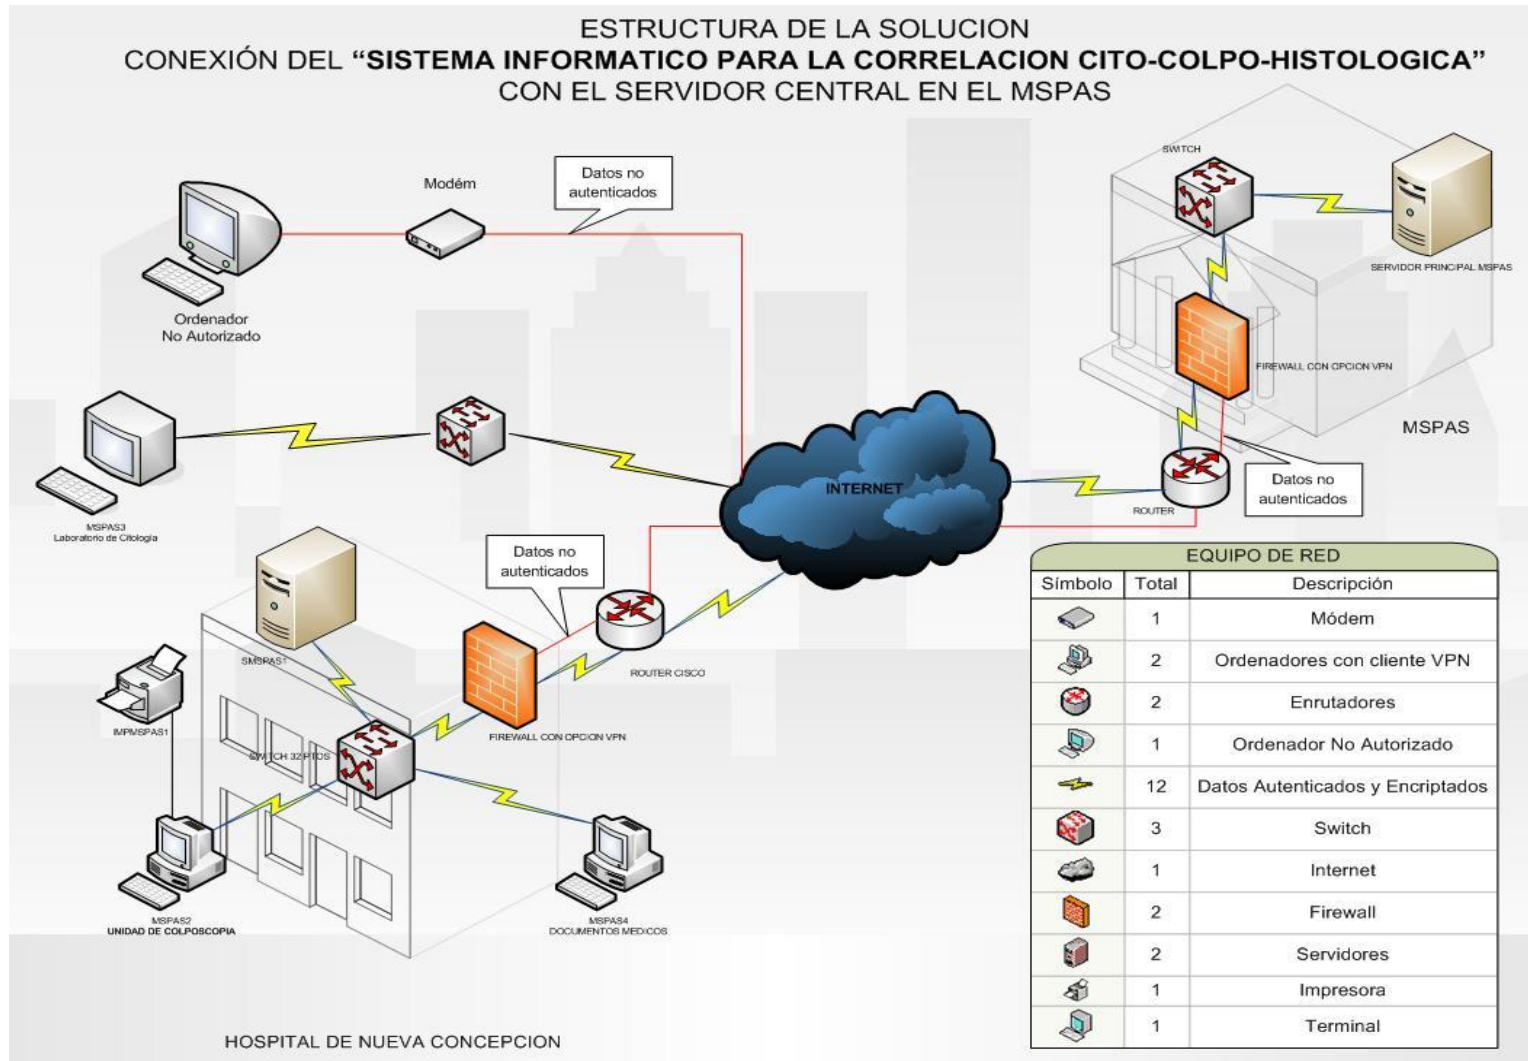 ESTRUCTURA DE LA SOLUCION
CONEXIÓN DEL “SISTEMA INFORMATICO PARA LA CORRELACION CITO-COLPO-HISTOLOGICA”
CON EL SERVIDOR CENTRAL EN EL MSPAS
SWITCH
Datos no
autenticados
Modém
SERVIDOR PRINCIPAL MSPAS
Ordenador
No Autorizado
FIREWALL CON OPCION VPN
MSPAS
INTERNET
Datos no
autenticados
ROUTER
MSPAS3
Laboratorio de Citología
Datos no
autenticados
SMSPAS1
ROUTER CISCO
IMPMSPAS1
FIREWALL CON OPCION VPN
SWITCH 32 PTOS
MSPAS2
UNIDAD DE COLPOSCOPIA
MSPAS4
DOCUMENTOS MEDICOS
HOSPITAL DE NUEVA CONCEPCION
EQUIPO DE RED
Símbolo Total Descripción
1 Módem
2 Ordenadores con cliente VPN
2 Enrutadores
1 Ordenador No Autorizado
12 Datos Autenticados y Encriptados
3 Switch
1 Internet
2 Firewall
2 Servidores
1 Impresora
1 Terminal